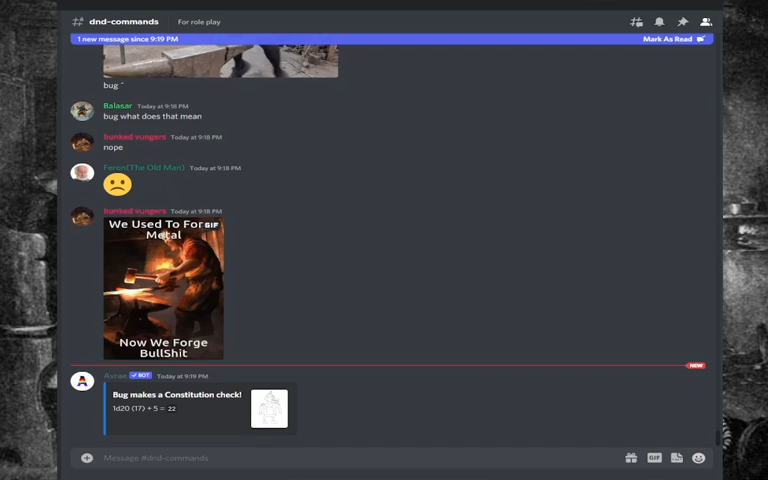 dnd-commands For role play
1 new message since 9:19 PM Mark As Read
bug ^
Balasar Today at 9:18 PM
bug what does that mean
bunked vungers Today at 9:18 PM
nope
Feron(The Old Man) Today at 9:18 PM
bunked vungers Today at 9:18 PM
We Used To Forge GIF
Metal
Now We Forge
BullShit
NEW
Avrae BOT Today at 9:19 PM
Bug makes a Constitution check!
1d20 (17) + 5 = 22
Message #dnd-commands GIF